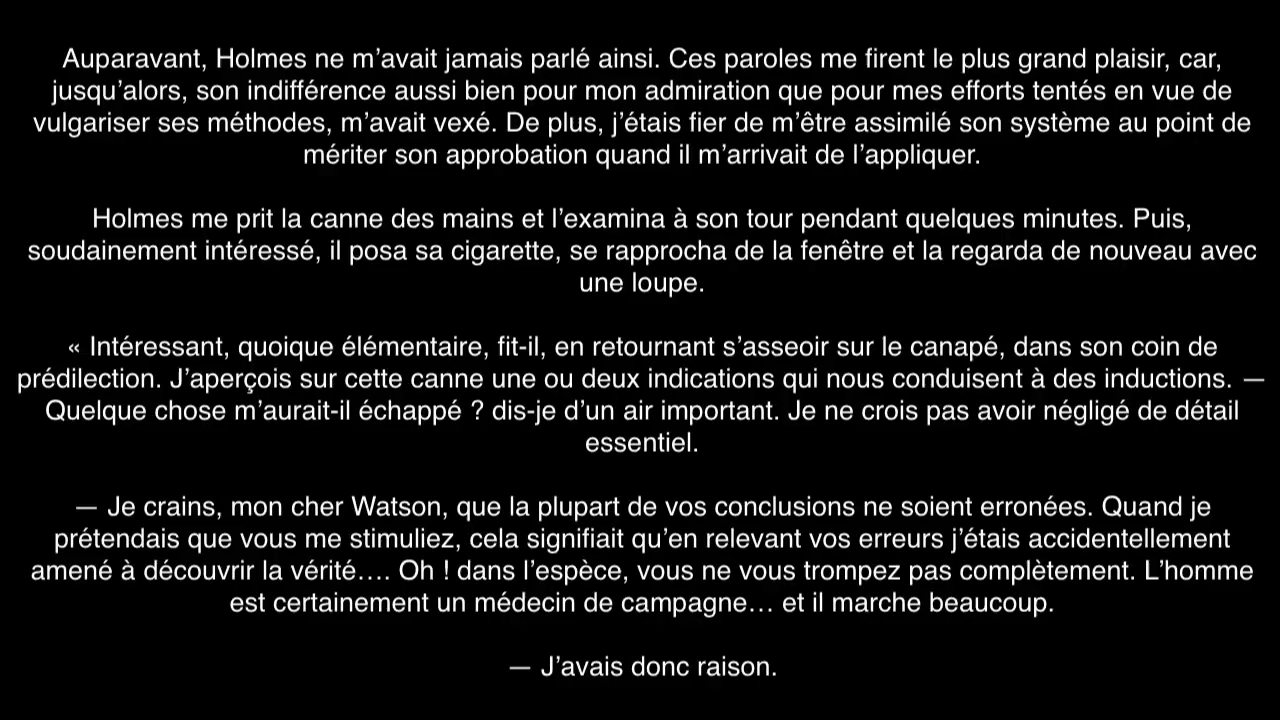 Auparavant, Holmes ne m’avait jamais parlé ainsi. Ces paroles me firent le plus grand plaisir, car,
jusqu’alors, son indifférence aussi bien pour mon admiration que pour mes efforts tentés en vue de
vulgariser ses méthodes, m’avait vexé. De plus, j’étais fier de m’être assimilé son système au point de
mériter son approbation quand il m’arrivait de l’appliquer.
Holmes me prit la canne des mains et l’examina à son tour pendant quelques minutes. Puis,
soudainement intéressé, il posa sa cigarette, se rapprocha de la fenêtre et la regarda de nouveau avec
une loupe.
« Intéressant, quoique élémentaire, fit-il, en retournant s’asseoir sur le canapé, dans son coin de
prédilection. J’aperçois sur cette canne une ou deux indications qui nous conduisent à des inductions. —
Quelque chose m’aurait-il échappé ? dis-je d’un air important. Je ne crois pas avoir négligé de détail
essentiel.
— Je crains, mon cher Watson, que la plupart de vos conclusions ne soient erronées. Quand je
prétendais que vous me stimuliez, cela signifiait qu’en relevant vos erreurs j’étais accidentellement
amené à découvrir la vérité…. Oh ! dans l’espèce, vous ne vous trompez pas complètement. L’homme
est certainement un médecin de campagne… et il marche beaucoup.
— J’avais donc raison.